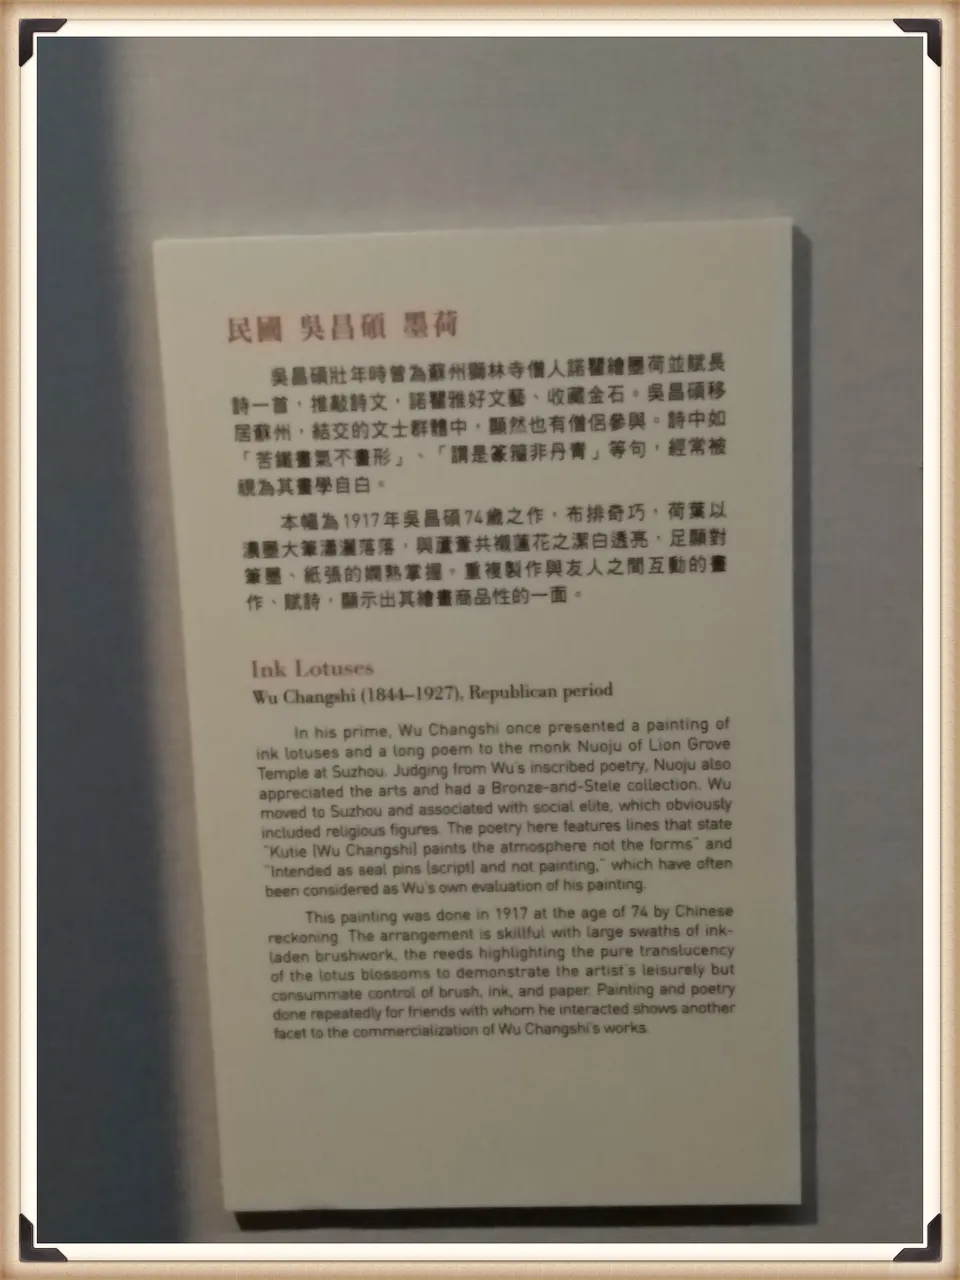 民國 吳昌碩 墨荷
吳昌碩壯年時曾為蘇州獅林寺僧人諾瞿繪墨荷並賦長
詩一首，推敲詩文，諾瞿雅好文藝、收藏金石。吳昌碩移
居蘇州，結交的文士群體中，顯然也有僧侶參與。詩中如
「苦鐵畫氣不畫形」、「謂是篆籀非丹青」等句，經常被
視為其畫學自白。
本幅為1917年吳昌碩74歲之作，布排奇巧，荷葉以
濃墨大筆瀟灑落落，與蘆葦共襯蓮花之潔白透亮，足顯對
筆墨、紙張的嫻熟掌握。重複製作與友人之間互動的畫
作、賦詩，顯示出其繪畫商品性的一面。
Ink Lotuses
Wu Changshi (1844–1927), Republican period
In his prime, Wu Changshi once presented a painting of
ink lotuses and a long poem to the monk Nuoju of Lion Grove
Temple at Suzhou. Judging from Wu's inscribed poetry, Nuoju also
appreciated the arts and had a Bronze-and-Stele collection. Wu
moved to Suzhou and associated with social elite, which obviously
included religious figures. The poetry here features lines that state
"Kutie [Wu Changshi] paints the atmosphere not the forms" and
"Intended as seal pins [script] and not painting," which have often
been considered as Wu's own evaluation of his painting.
This painting was done in 1917 at the age of 74 by Chinese
reckoning. The arrangement is skillful with large swaths of ink-
laden brushwork, the reeds highlighting the pure translucency
of the lotus blossoms to demonstrate the artist's leisurely but
consummate control of brush, ink, and paper. Painting and poetry
done repeatedly for friends with whom he interacted shows another
facet to the commercialization of Wu Changshi's works.